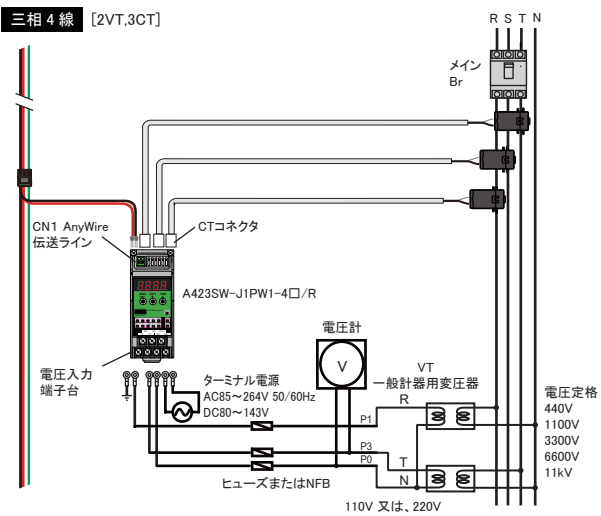 三相4線 [2VT,3CT]
R S T N
メイン
Br
CN1 AnyWire
伝送ライン
CTコネクタ
A423SW-J1PW1-4□/R
電圧入力
端子台
ターミナル電源
AC85～264V 50/60Hz
DC80～143V
電圧計
V
VT
一般計器用変圧器
R
P1
P3
T
P0
N
ヒューズまたはNFB
110V 又は、220V
電圧定格
440V
1100V
3300V
6600V
11kV